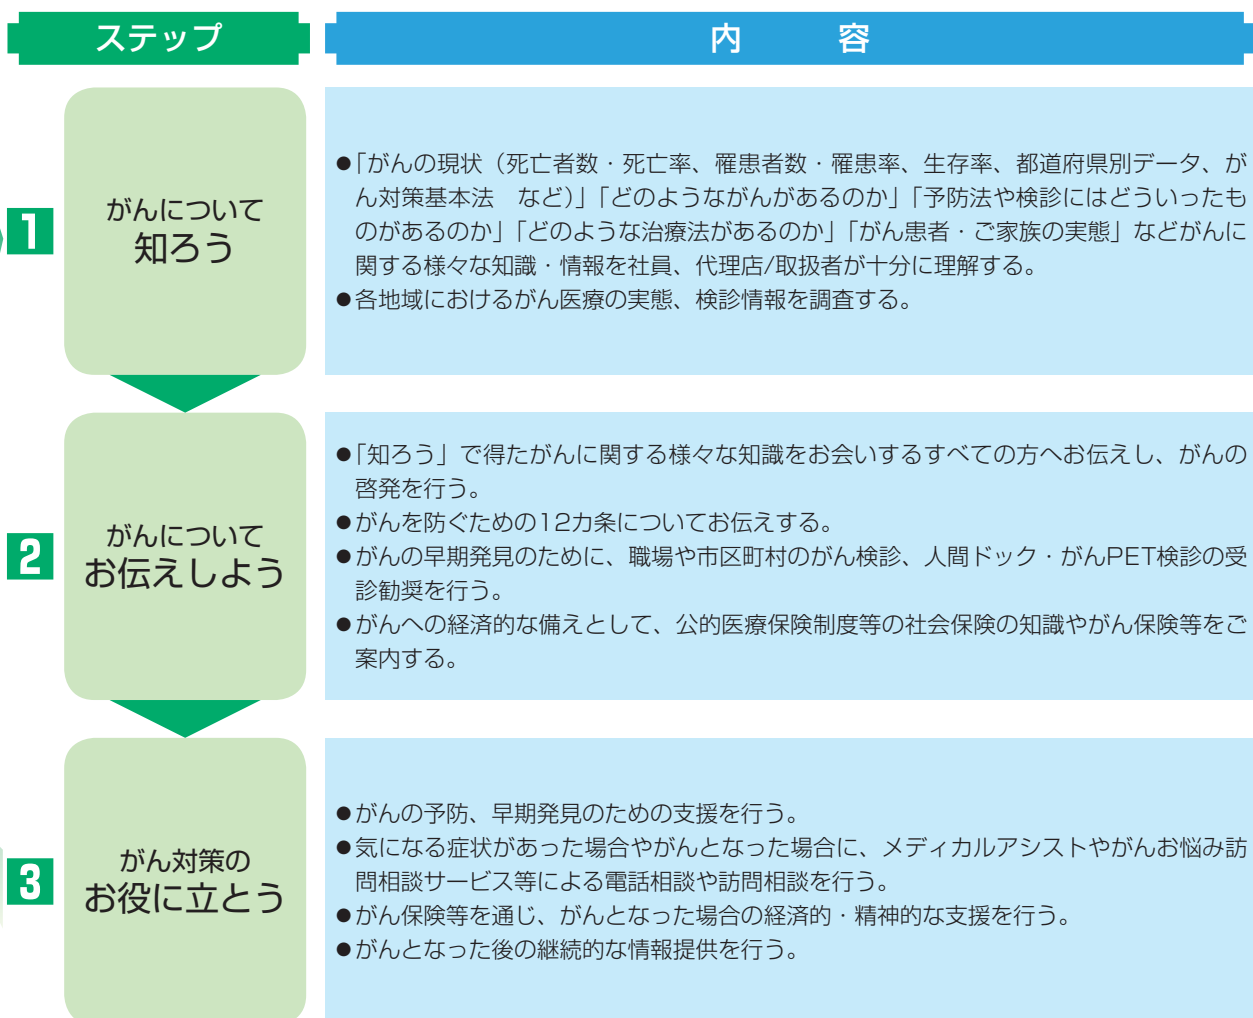 ステップ
内　容
1
がんについて
知ろう
●「がんの現状（死亡者数・死亡率、罹患者数・罹患率、生存率、都道府県別データ、が
ん対策基本法　など）」「どのようながんがあるのか」「予防法や検診にはどういったも
のがあるのか」「どのような治療法があるのか」「がん患者・ご家族の実態」などがんに
関する様々な知識・情報を社員、代理店/取扱者が十分に理解する。
●各地域におけるがん医療の実態、検診情報を調査する。
2
がんについて
お伝えしよう
●「知ろう」で得たがんに関する様々な知識をお会いするすべての方へお伝えし、がんの
啓発を行う。
●がんを防ぐための12カ条についてお伝えする。
●がんの早期発見のために、職場や市区町村のがん検診、人間ドック・がんPET検診の受
診勧奨を行う。
●がんへの経済的な備えとして、公的医療保険制度等の社会保険の知識やがん保険等をご
案内する。
3
がん対策の
お役に立とう
●がんの予防、早期発見のための支援を行う。
●気になる症状があった場合やがんとなった場合に、メディカルアシストやがんお悩み訪
問相談サービス等による電話相談や訪問相談を行う。
●がん保険等を通じ、がんとなった場合の経済的・精神的な支援を行う。
●がんとなった後の継続的な情報提供を行う。